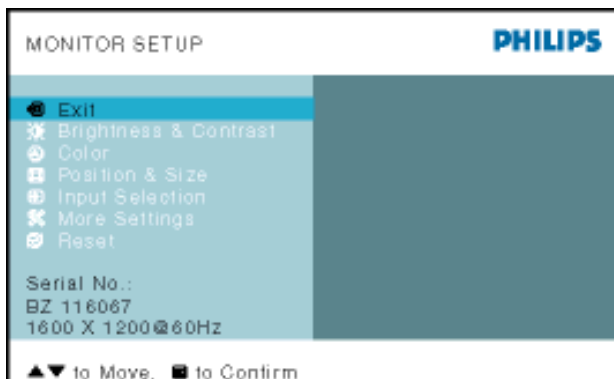 MONITOR SETUP
PHILIPS
Exit
Brightness & Contrast
Color
Position & Size
Input Selection
More Settings
Reset
Serial No.:
BZ 116067
1600 X 1200@60Hz
▲▼ to Move, ■ to Confirm